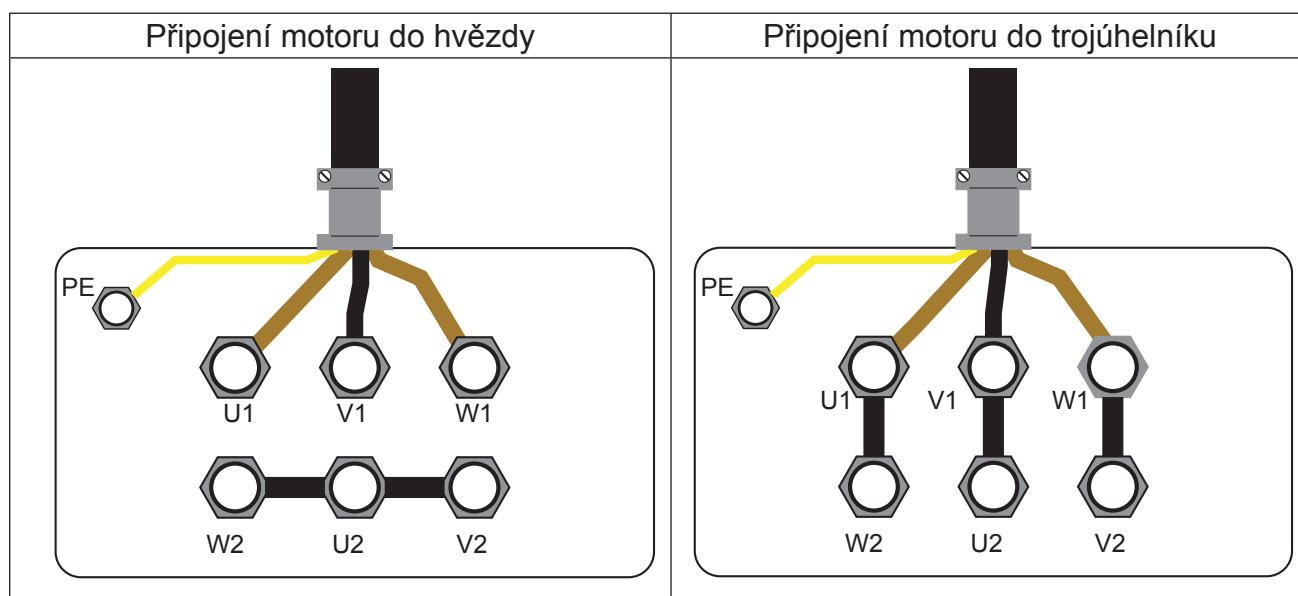 Připojení motoru do hvězdy
Připojení motoru do trojúhelníku
PE
U1 V1 W1
W2 U2 V2
PE
U1 V1 W1
W2 U2 V2